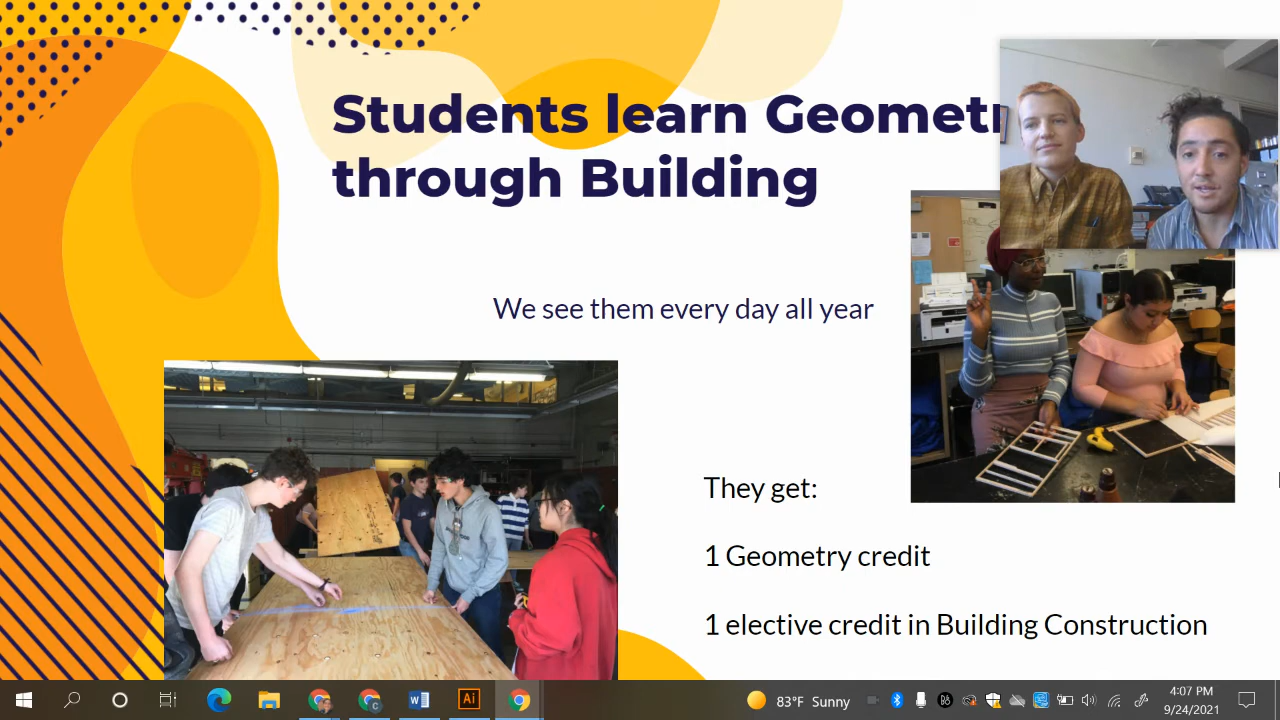 Students learn Geomet
through Building
We see them every day all year
They get:
1 Geometry credit
1 elective credit in Building Construction
83°F Sunny
4:07 PM
9/24/2021